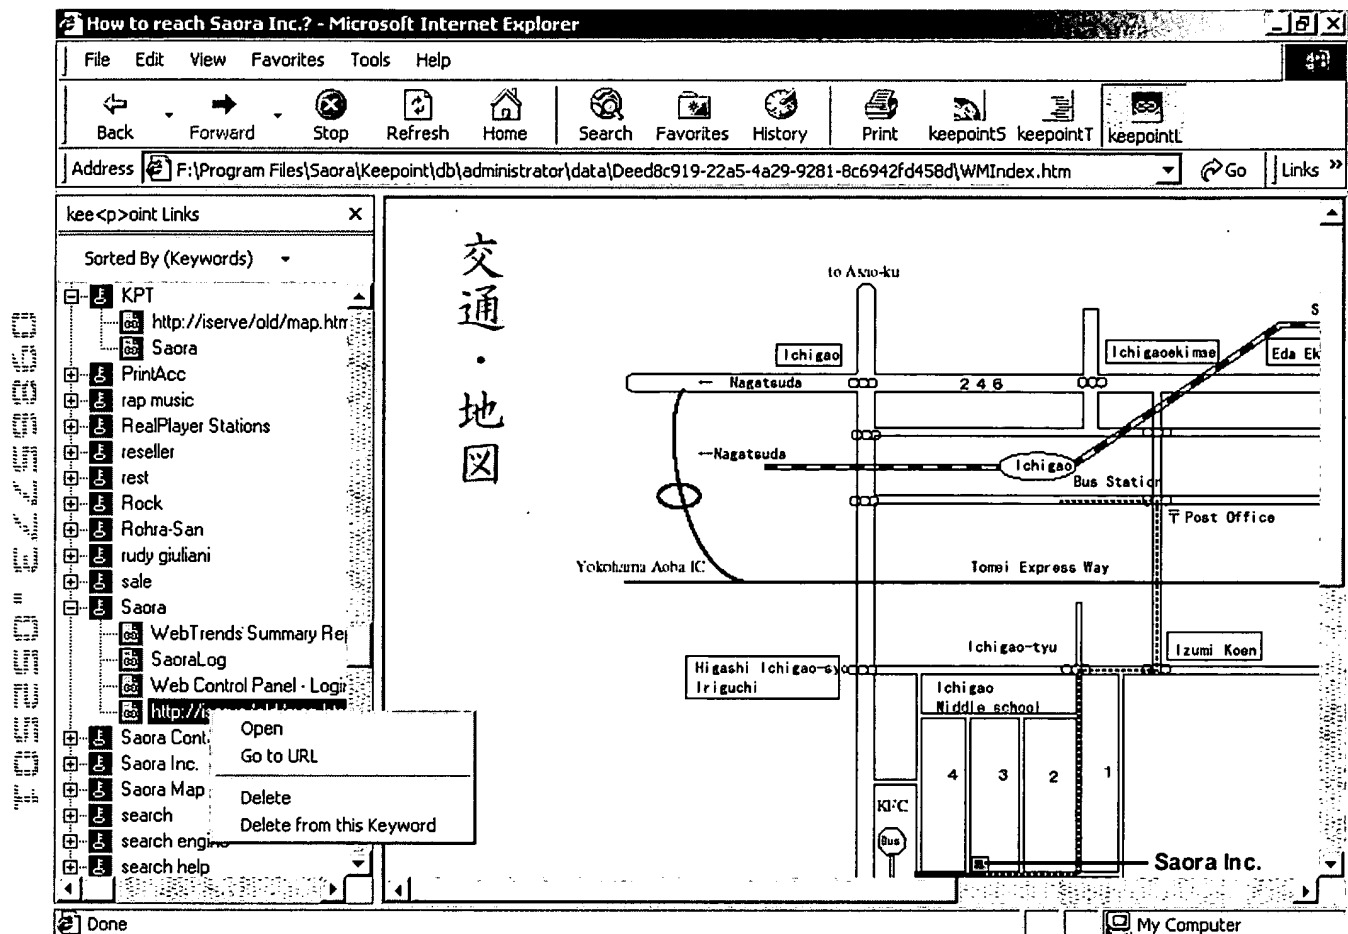 How to reach Saora Inc.? - Microsoft Internet Explorer
File Edit View Favorites Tools Help
Back Forward Stop Refresh Home Search Favorites History Print keepointS keepointT keepointL
Address F:\Program Files\Saora\Keepoint\db\administrator\data\Deed8c919-22a5-4a29-9281-8c6942fd458d\WMIndex.htm Go Links »
kee<p>oint Links
Sorted By (Keywords)
KPT
http://iserve/old/map.htm
Saora
PrintAcc
rap music
RealPlayer Stations
reseller
rest
Rock
Rohra-San
rudy giuliani
sale
Saora
WebTrends Summary Rep
SaoraLog
Web Control Panel - Login
http://
Saora Cont
Saora Inc.
Saora Map
search
search engine
search help
Open
Go to URL
Delete
Delete from this Keyword
交通・地図
to Asao-ku
S
Ichigao
Ichigaoekimae
Eda Ek
← Nagatsuda
246
←Nagatsuda
Ichigao
Bus Station
〒Post Office
Yokohama Aoba IC
Tomei Express Way
Ichigao-tyu
Izumi Koen
Higashi Ichigao-syo
Iriguchi
Ichigao
Middle school
4 3 2 1
KFC
Bus
Saora Inc.
Done
My Computer